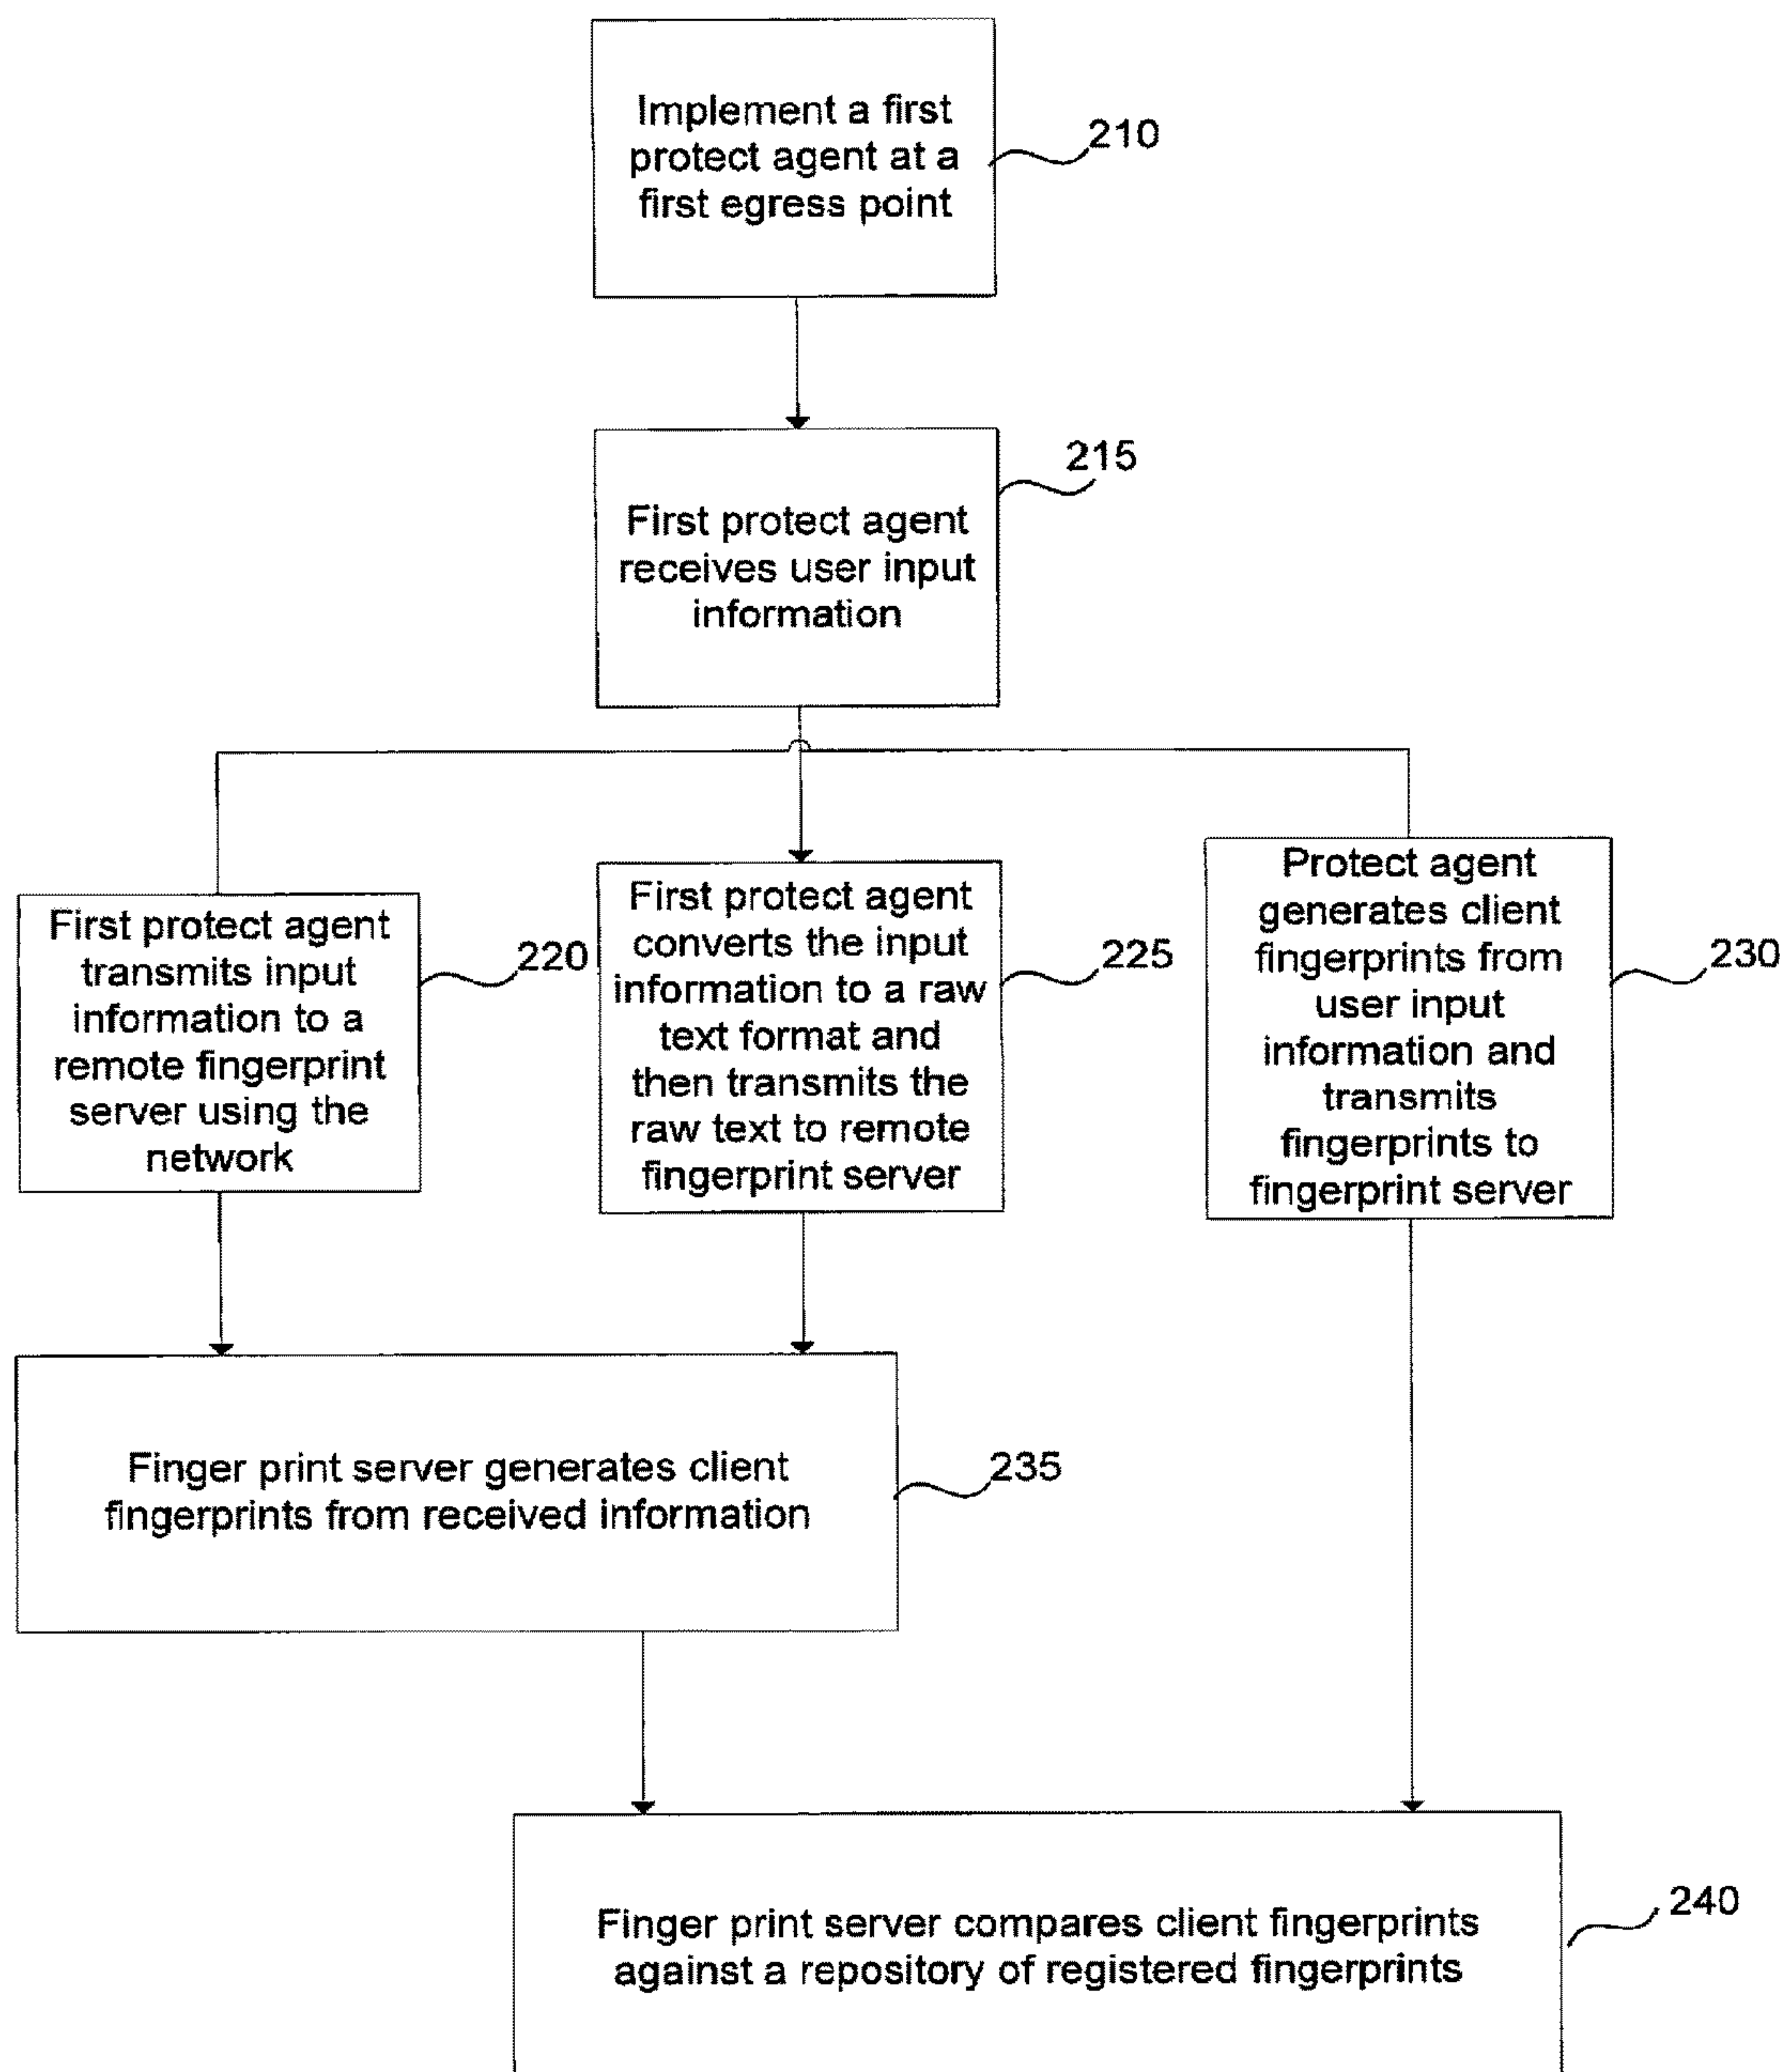 Implement a first
protect agent at a
first egress point
210
First protect agent
receives user input
information
215
First protect agent
transmits input
information to a
remote fingerprint
server using the
network
220
First protect agent
converts the input
information to a raw
text format and
then transmits the
raw text to remote
fingerprint server
225
Protect agent
generates client
fingerprints from
user input
information and
transmits
fingerprints to
fingerprint server
230
Finger print server generates client
fingerprints from received information
235
Finger print server compares client fingerprints
against a repository of registered fingerprints
240